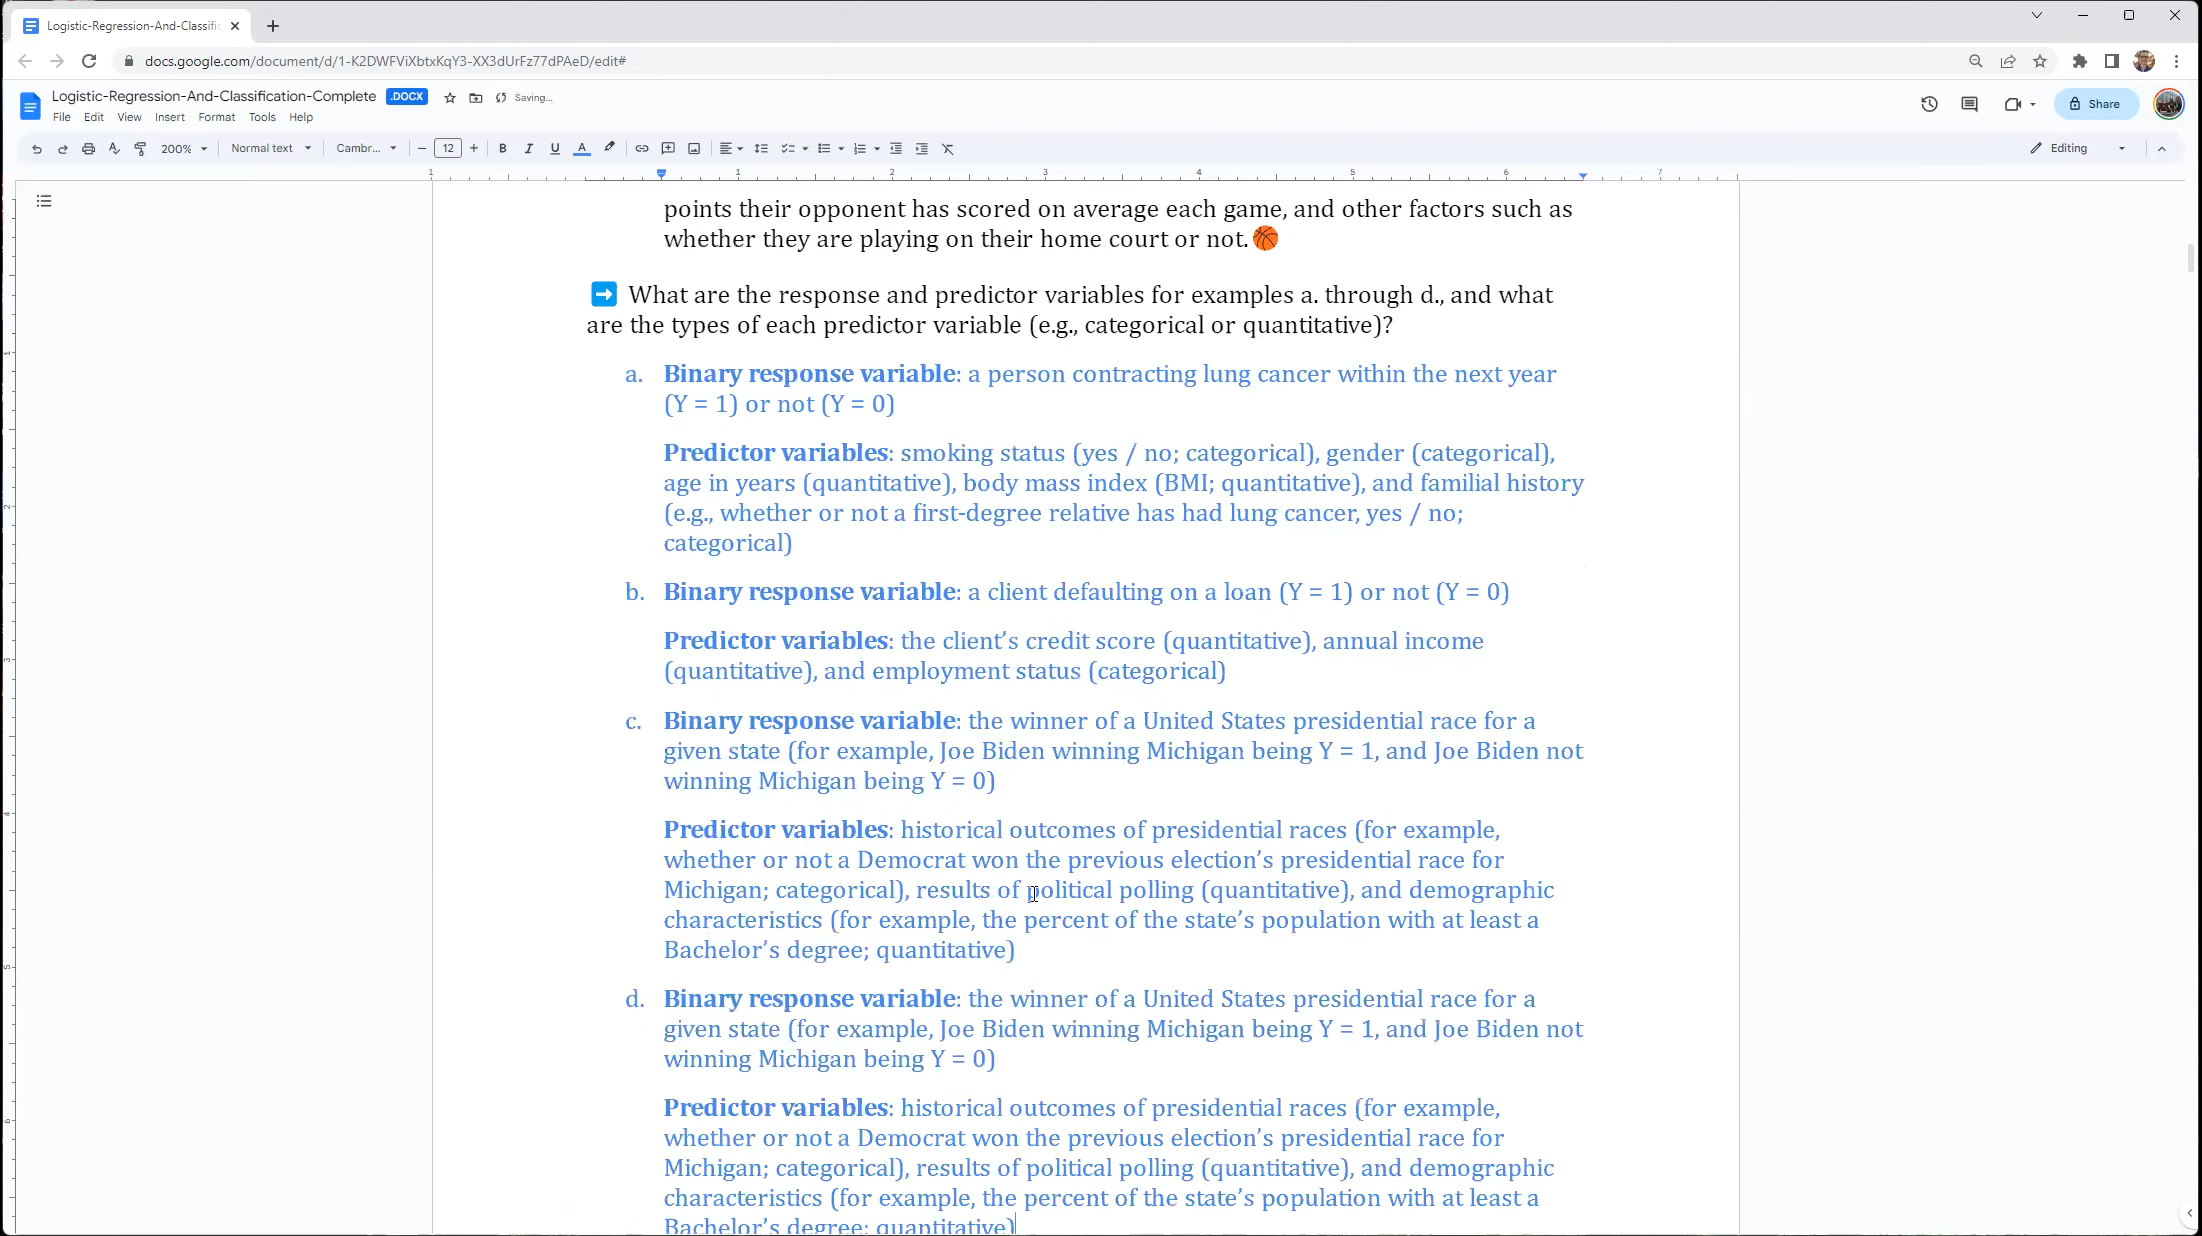 Logistic-Regression-And-Classific
docs.google.com/document/d/1-K2DWFViXbtxKqY3-XX3dUrFz77dPAeD/edit#
Logistic-Regression-And-Classification-Complete .DOCX Saving...
Share
File Edit View Insert Format Tools Help
200% Normal text Cambr... 12 B I U A Editing
1 1 2 3 4 5 6 7
points their opponent has scored on average each game, and other factors such as
whether they are playing on their home court or not.🏀
➡ What are the response and predictor variables for examples a. through d., and what
are the types of each predictor variable (e.g., categorical or quantitative)?
a. Binary response variable: a person contracting lung cancer within the next year
(Y = 1) or not (Y = 0)
Predictor variables: smoking status (yes / no; categorical), gender (categorical),
age in years (quantitative), body mass index (BMI; quantitative), and familial history
(e.g., whether or not a first-degree relative has had lung cancer, yes / no;
categorical)
b. Binary response variable: a client defaulting on a loan (Y = 1) or not (Y = 0)
Predictor variables: the client’s credit score (quantitative), annual income
(quantitative), and employment status (categorical)
c. Binary response variable: the winner of a United States presidential race for a
given state (for example, Joe Biden winning Michigan being Y = 1, and Joe Biden not
winning Michigan being Y = 0)
Predictor variables: historical outcomes of presidential races (for example,
whether or not a Democrat won the previous election’s presidential race for
Michigan; categorical), results of political polling (quantitative), and demographic
characteristics (for example, the percent of the state’s population with at least a
Bachelor’s degree; quantitative)
d. Binary response variable: the winner of a United States presidential race for a
given state (for example, Joe Biden winning Michigan being Y = 1, and Joe Biden not
winning Michigan being Y = 0)
Predictor variables: historical outcomes of presidential races (for example,
whether or not a Democrat won the previous election’s presidential race for
Michigan; categorical), results of political polling (quantitative), and demographic
characteristics (for example, the percent of the state’s population with at least a
Bachelor’s degree; quantitative)